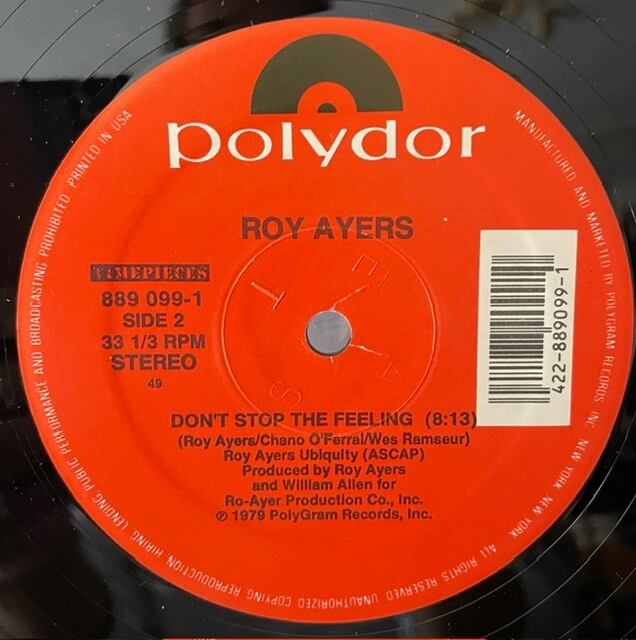 polydor
ROY AYERS
TIMEPIECES
889 099-1
SIDE 2
33 1/3 RPM
STEREO
49
422-889099-1
DON'T STOP THE FEELING (8:13)
(Roy Ayers/Chano O'Ferral/Wes Ramseur)
Roy Ayers Ubiquity (ASCAP)
Produced by Roy Ayers
and William Allen for
Ro-Ayer Production Co., Inc.
℗ 1979 PolyGram Records, Inc.
MANUFACTURED AND MARKETED BY POLYGRAM RECORDS INC. NEW YORK, NEW YORK
ALL RIGHTS RESERVED UNAUTHORIZED COPYING REPRODUCTION HIRING LENDING PUBLIC PERFORMANCE AND BROADCASTING PROHIBITED PRINTED IN USA